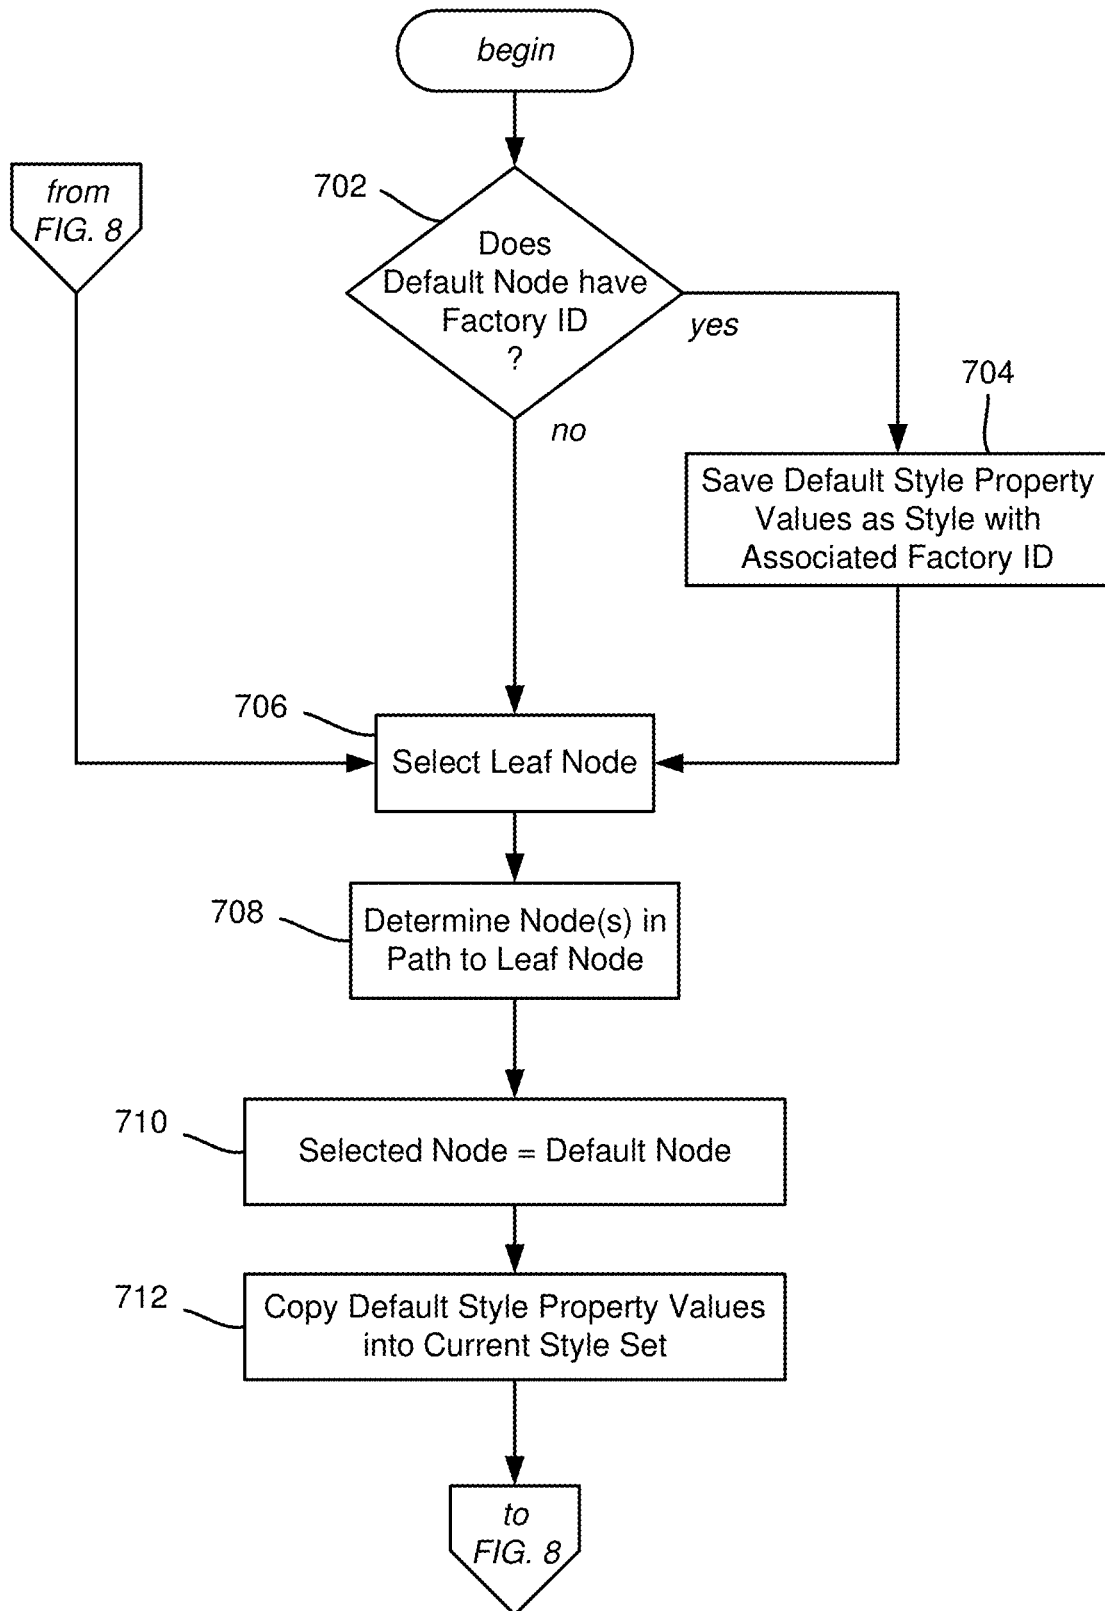 begin
from
FIG. 8
702
Does
Default Node have
Factory ID
?
yes
no
704
Save Default Style Property
Values as Style with
Associated Factory ID
706
Select Leaf Node
708
Determine Node(s) in
Path to Leaf Node
710
Selected Node = Default Node
712
Copy Default Style Property Values
into Current Style Set
to
FIG. 8